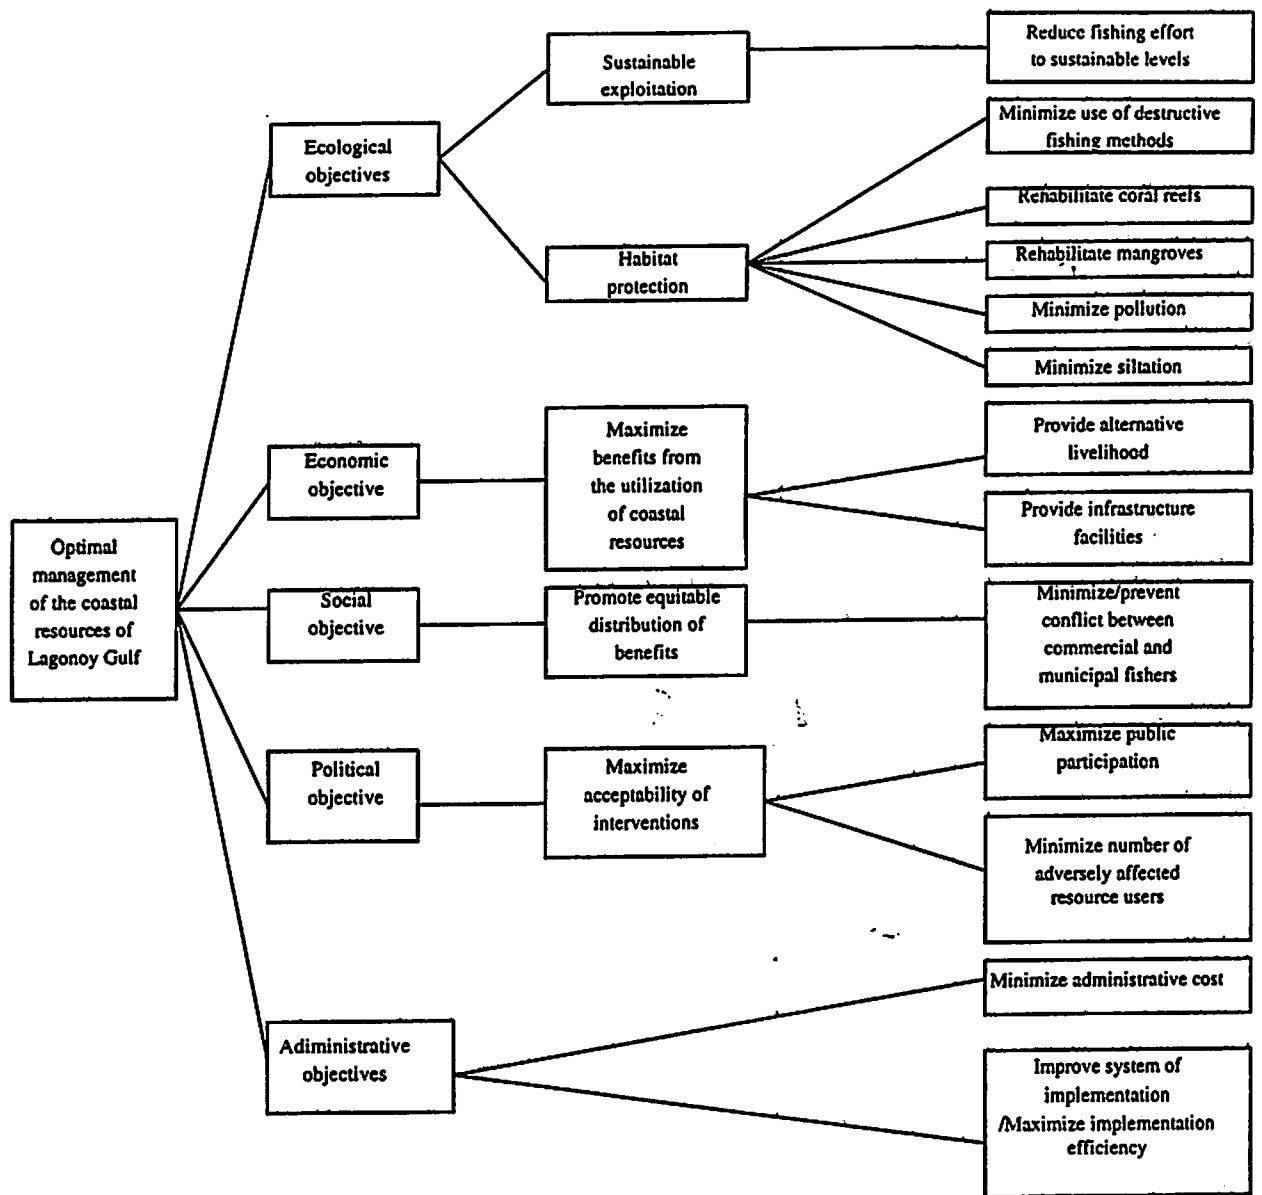 Optimal
management
of the coastal
resources of
Lagonoy Gulf
Ecological
objectives
Economic
objective
Social
objective
Political
objective
Adiministrative
objectives
Sustainable
exploitation
Habitat
protection
Maximize
benefits from
the utilization
of coastal
resources
Promote equitable
distribution of
benefits
Maximize
acceptability of
interventions
Reduce fishing effort
to sustainable levels
Minimize use of destructive
fishing methods
Rehabilitate coral reefs
Rehabilitate mangroves
Minimize pollution
Minimize siltation
Provide alternative
livelihood
Provide infrastructure
facilities
Minimize/prevent
conflict between
commercial and
municipal fishers
Maximize public
participation
Minimize number of
adversely affected
resource users
Minimize administrative cost
Improve system of
implementation
/Maximize implementation
efficiency